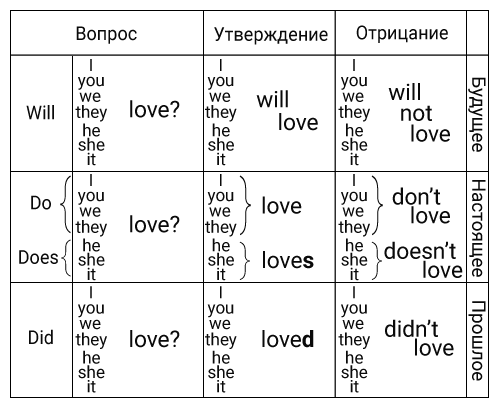 Вопрос
Утверждение
Отрицание
Will
I
you
we
they
he
she
it
love?
I
you
we
they
he
she
it
will
love
I
you
we
they
he
she
it
will
not
love
Будущее
Do
Does
I
you
we
they
he
she
it
love?
I
you
we
they
he
she
it
love
loves
I
you
we
they
he
she
it
don't
love
doesn't
love
Настоящее
Did
I
you
we
they
he
she
it
love?
I
you
we
they
he
she
it
loved
I
you
we
they
he
she
it
didn't
love
Прошлое